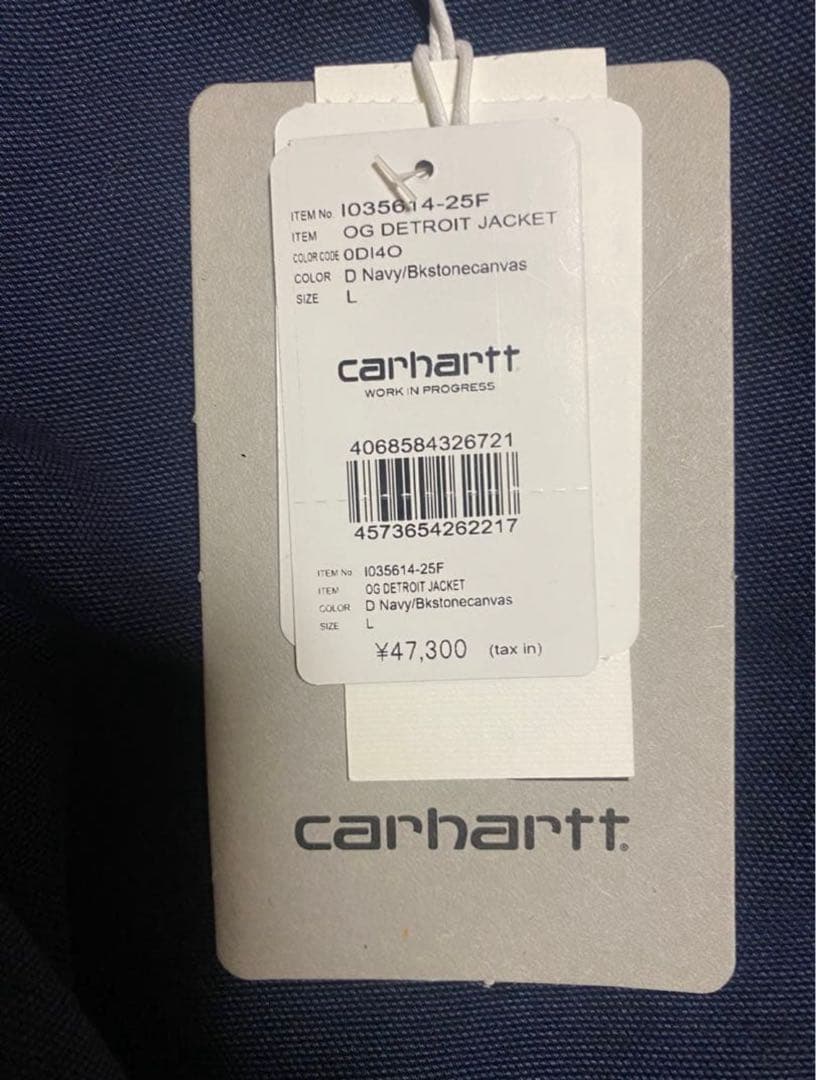 ITEM No. I035614-25F
ITEM OG DETROIT JACKET
COLOR CODE 0DI4O
COLOR D Navy/Bkstonecanvas
SIZE L
carhartt
WORK IN PROGRESS
4068584326721
4573654262217
ITEM No. I035614-25F
ITEM OG DETROIT JACKET
COLOR D Navy/Bkstonecanvas
SIZE L
¥47,300 (tax in)
carhartt®